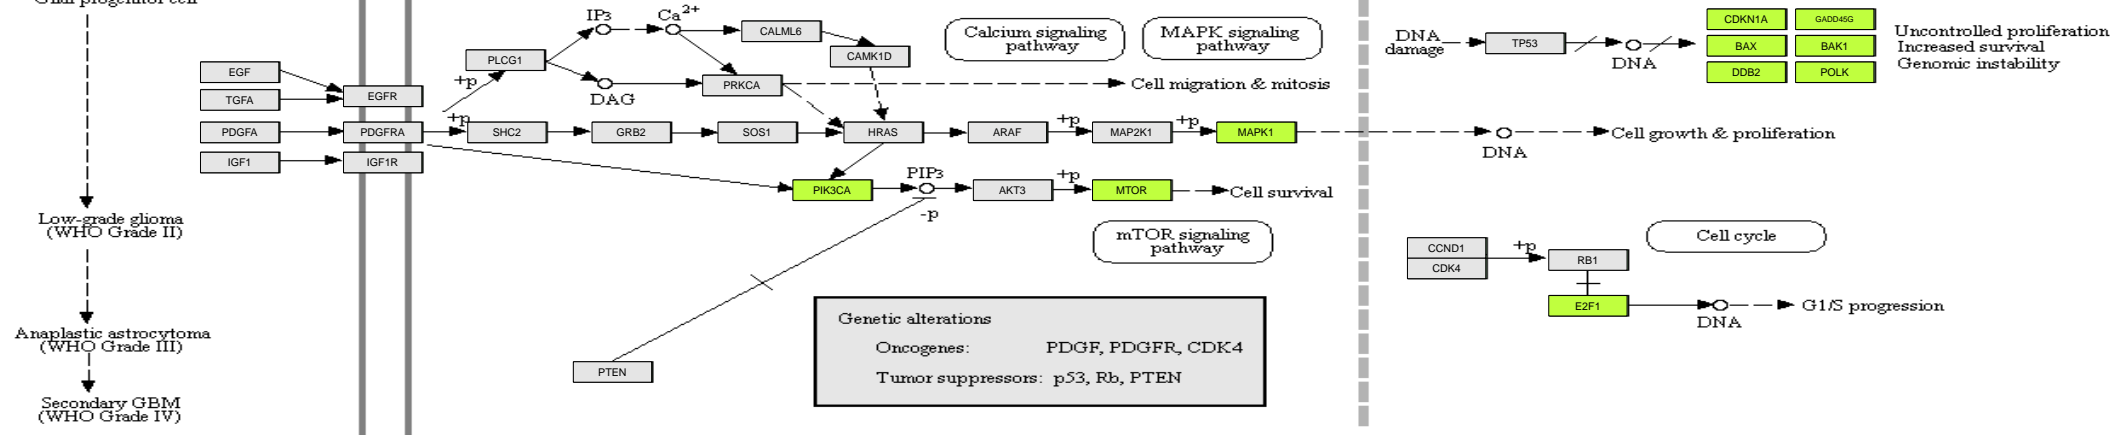 Glial progenitor cell
Low-grade glioma
(WHO Grade II)
Anaplastic astrocytoma
(WHO Grade III)
Secondary GBM
(WHO Grade IV)
EGF
TGFA
PDGFA
IGF1
EGFR
PDGFRA
IGF1R
+p
+p
PLCG1
IP3
Ca2+
DAG
CALML6
CAMK1D
PRKCA
Calcium signaling
pathway
MAPK signaling
pathway
Cell migration & mitosis
SHC2
GRB2
SOS1
HRAS
ARAF
+p
MAP2K1
+p
MAPK1
DNA
Cell growth & proliferation
PIK3CA
PIP3
-p
AKT3
+p
MTOR
Cell survival
mTOR signaling
pathway
PTEN
Genetic alterations
Oncogenes: PDGF, PDGFR, CDK4
Tumor suppressors: p53, Rb, PTEN
DNA
damage
TP53
DNA
CDKN1A
GADD45G
BAX
BAK1
DDB2
POLK
Uncontrolled proliferation
Increased survival
Genomic instability
CCND1
CDK4
+p
RB1
Cell cycle
E2F1
DNA
G1/S progression